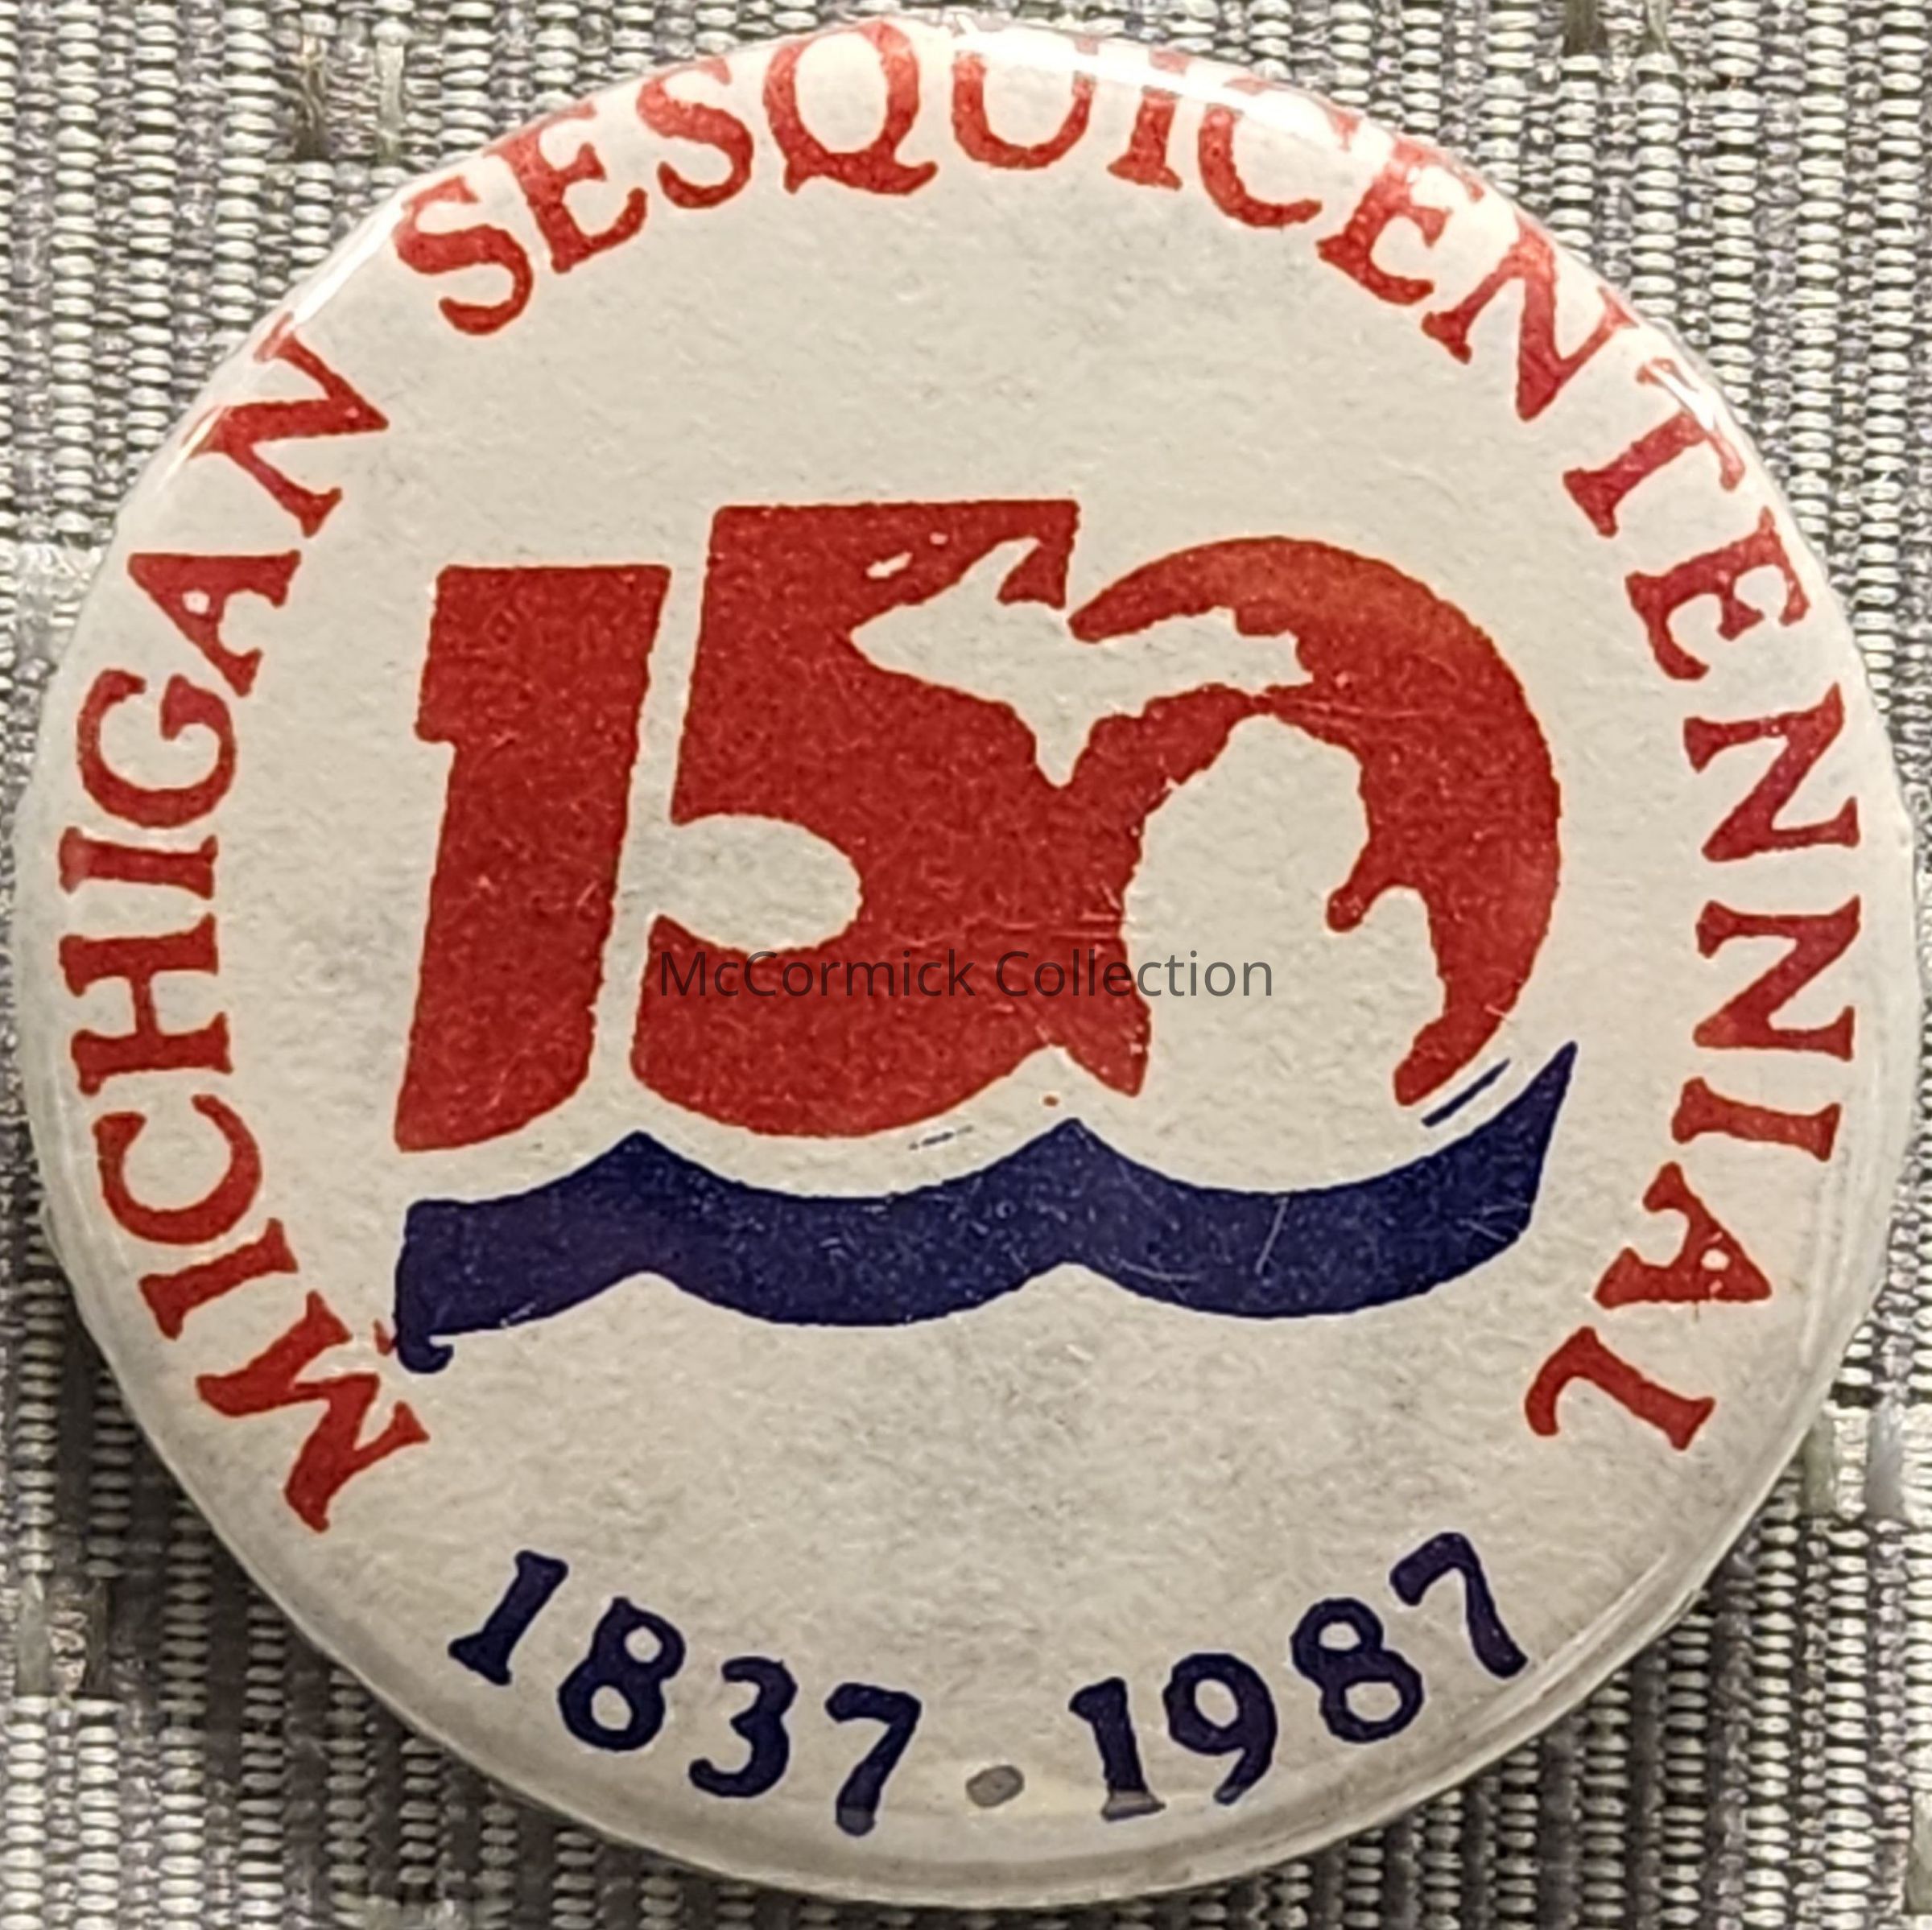 MICHIGAN SESQUICENTENNIAL
150
McCormick Collection
1837 • 1987